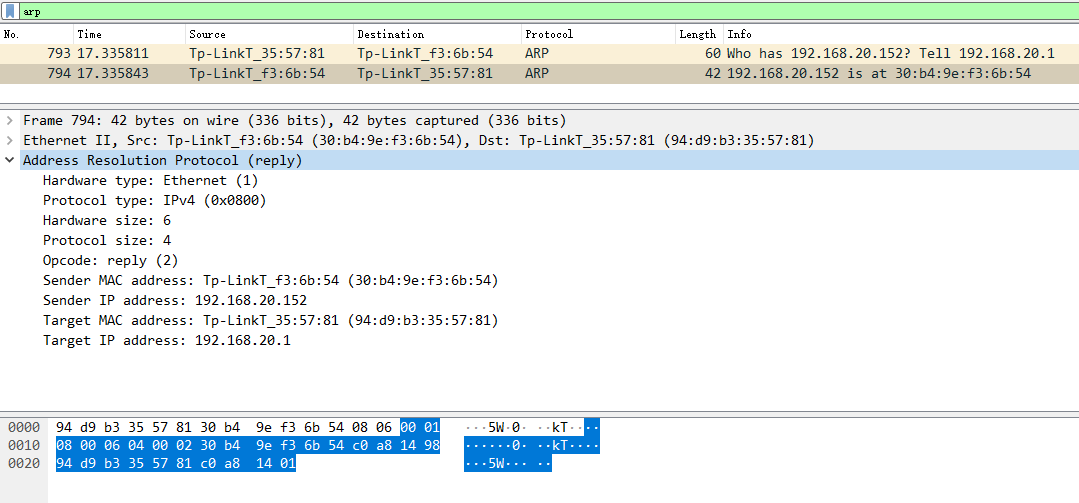 arp
No. Time Source Destination Protocol Length Info
793 17.335811 Tp-LinkT_35:57:81 Tp-LinkT_f3:6b:54 ARP 60 Who has 192.168.20.152? Tell 192.168.20.1
794 17.335843 Tp-LinkT_f3:6b:54 Tp-LinkT_35:57:81 ARP 42 192.168.20.152 is at 30:b4:9e:f3:6b:54
Frame 794: 42 bytes on wire (336 bits), 42 bytes captured (336 bits)
Ethernet II, Src: Tp-LinkT_f3:6b:54 (30:b4:9e:f3:6b:54), Dst: Tp-LinkT_35:57:81 (94:d9:b3:35:57:81)
Address Resolution Protocol (reply)
Hardware type: Ethernet (1)
Protocol type: IPv4 (0x0800)
Hardware size: 6
Protocol size: 4
Opcode: reply (2)
Sender MAC address: Tp-LinkT_f3:6b:54 (30:b4:9e:f3:6b:54)
Sender IP address: 192.168.20.152
Target MAC address: Tp-LinkT_35:57:81 (94:d9:b3:35:57:81)
Target IP address: 192.168.20.1
0000 94 d9 b3 35 57 81 30 b4 9e f3 6b 54 08 06 00 01 ···5W·0· ··kT····
0010 08 00 06 04 00 02 30 b4 9e f3 6b 54 c0 a8 14 98 ······0· ··kT····
0020 94 d9 b3 35 57 81 c0 a8 14 01 ···5W··· ··